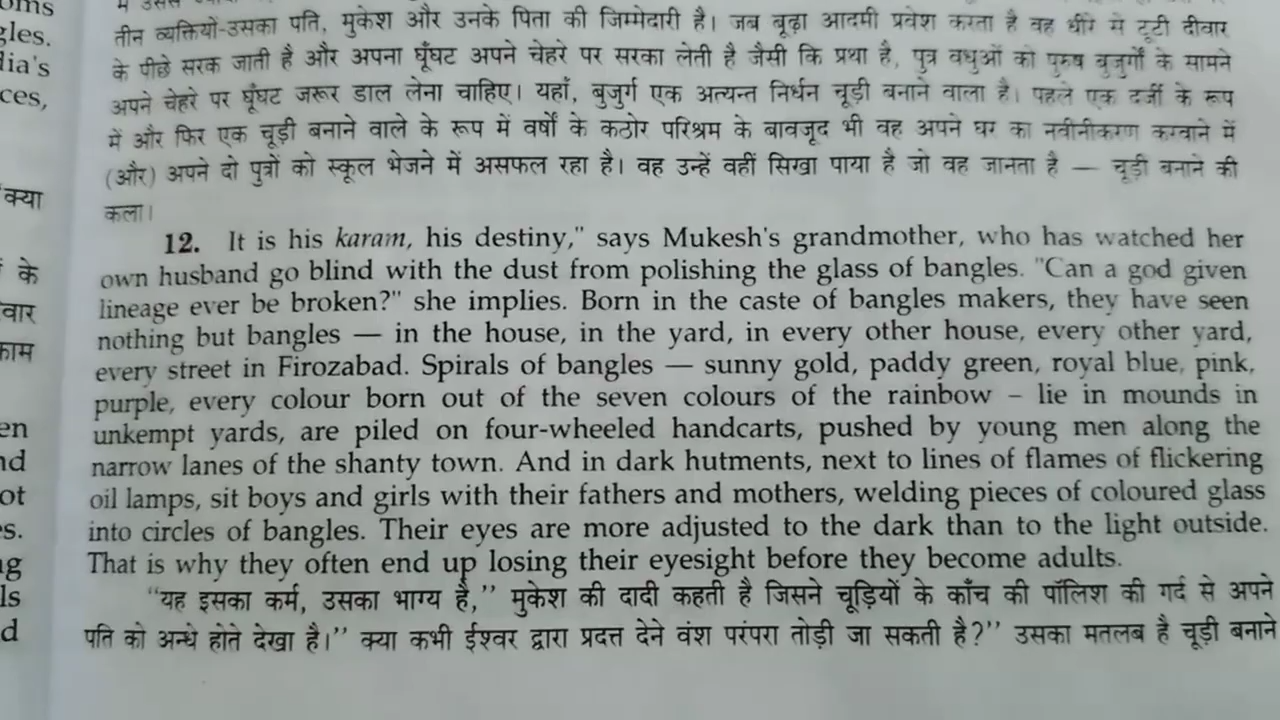 oms
gles.
dia's
ces,
क्या
के
वार
काम
en
nd
ot
es.
ng
ls
d
तीन व्यक्तियों-उसका पति, मुकेश और उनके पिता की जिम्मेदारी है। जब बूढ़ा आदमी प्रवेश करता है वह धीरे से टूटी दीवार
के पीछे सरक जाती है और अपना घूँघट अपने चेहरे पर सरका लेती है जैसी कि प्रथा है, पुत्र वधुओं को पुरुष बुजुर्गों के सामने
अपने चेहरे पर घूँघट जरूर डाल लेना चाहिए। यहाँ, बुजुर्ग एक अत्यन्त निर्धन चूड़ी बनाने वाला है। पहले एक दर्जी के रूप
में और फिर एक चूड़ी बनाने वाले के रूप में वर्षों के कठोर परिश्रम के बावजूद भी वह अपने घर का नवीनीकरण करवाने में
(और) अपने दो पुत्रों को स्कूल भेजने में असफल रहा है। वह उन्हें वहीं सिखा पाया है जो वह जानता है — चूड़ी बनाने की
कला।
12. It is his karam, his destiny," says Mukesh's grandmother, who has watched her
own husband go blind with the dust from polishing the glass of bangles. "Can a god given
lineage ever be broken?" she implies. Born in the caste of bangles makers, they have seen
nothing but bangles — in the house, in the yard, in every other house, every other yard,
every street in Firozabad. Spirals of bangles — sunny gold, paddy green, royal blue, pink,
purple, every colour born out of the seven colours of the rainbow – lie in mounds in
unkempt yards, are piled on four-wheeled handcarts, pushed by young men along the
narrow lanes of the shanty town. And in dark hutments, next to lines of flames of flickering
oil lamps, sit boys and girls with their fathers and mothers, welding pieces of coloured glass
into circles of bangles. Their eyes are more adjusted to the dark than to the light outside.
That is why they often end up losing their eyesight before they become adults.
"यह इसका कर्म, उसका भाग्य है," मुकेश की दादी कहती है जिसने चूड़ियों के काँच की पॉलिश की गर्द से अपने
पति को अन्धे होते देखा है।" क्या कभी ईश्वर द्वारा प्रदत्त देने वंश परंपरा तोड़ी जा सकती है?" उसका मतलब है चूड़ी बनाने